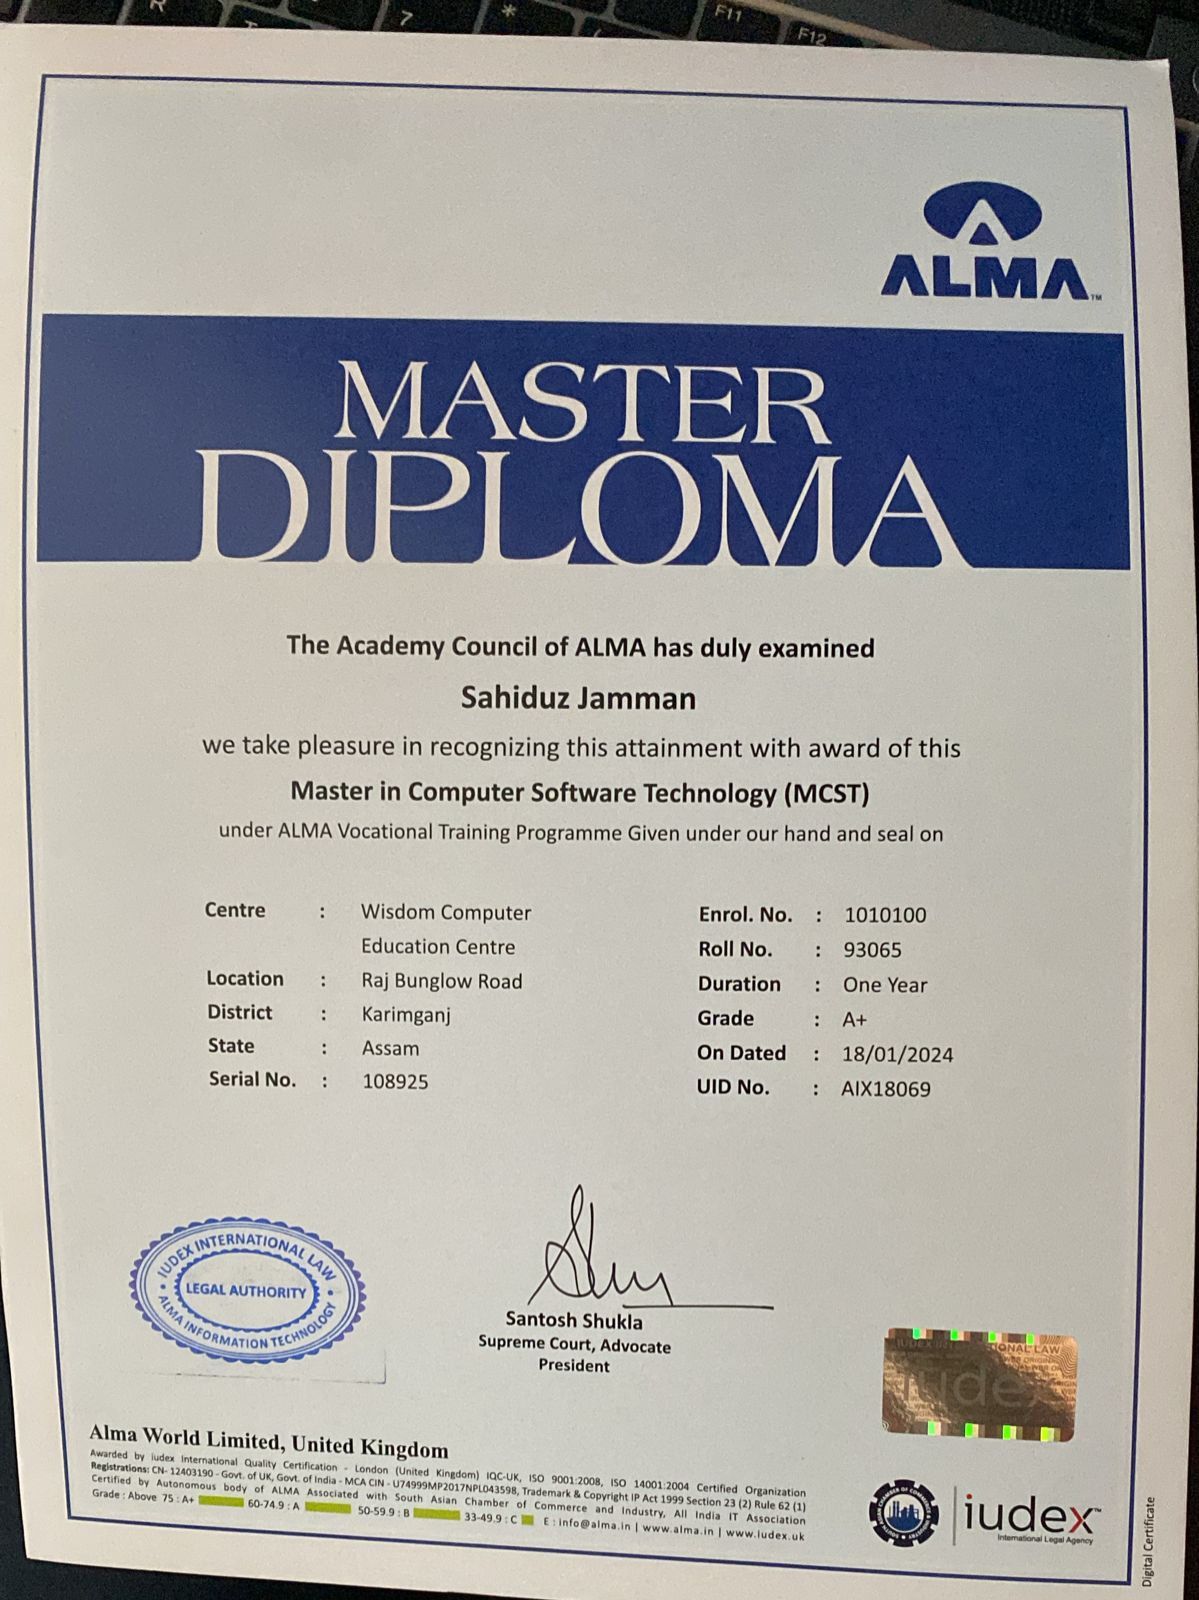 R
7
*
F11
F12
ALMA™
MASTER
DIPLOMA
The Academy Council of ALMA has duly examined
Sahiduz Jamman
we take pleasure in recognizing this attainment with award of this
Master in Computer Software Technology (MCST)
under ALMA Vocational Training Programme Given under our hand and seal on
Centre : Wisdom Computer
Education Centre
Location : Raj Bunglow Road
District : Karimganj
State : Assam
Serial No. : 108925
Enrol. No. : 1010100
Roll No. : 93065
Duration : One Year
Grade : A+
On Dated : 18/01/2024
UID No. : AIX18069
IUDEX INTERNATIONAL LAW
LEGAL AUTHORITY
ALMA INFORMATION TECHNOLOGY
Santosh Shukla
Supreme Court, Advocate
President
IONAL LAW
iudex
Alma World Limited, United Kingdom
Awarded by iudex International Quality Certification - London (United Kingdom) IQC-UK, ISO 9001:2008, ISO 14001:2004 Certified Organization
Registrations: CN- 12403190 - Govt. of UK, Govt. of India - MCA CIN - U74999MP2017NPL043598, Trademark & Copyright IP Act 1999 Section 23 (2) Rule 62 (1)
Certified by Autonomous body of ALMA Associated with South Asian Chamber of Commerce and Industry, All India IT Association
Grade : Above 75 : A+ 60-74.9 : A 50-59.9 : B 33-49.9 : C E : info@alma.in | www.alma.in | www.iudex.uk
iudex™
International Legal Agency
Digital Certificate